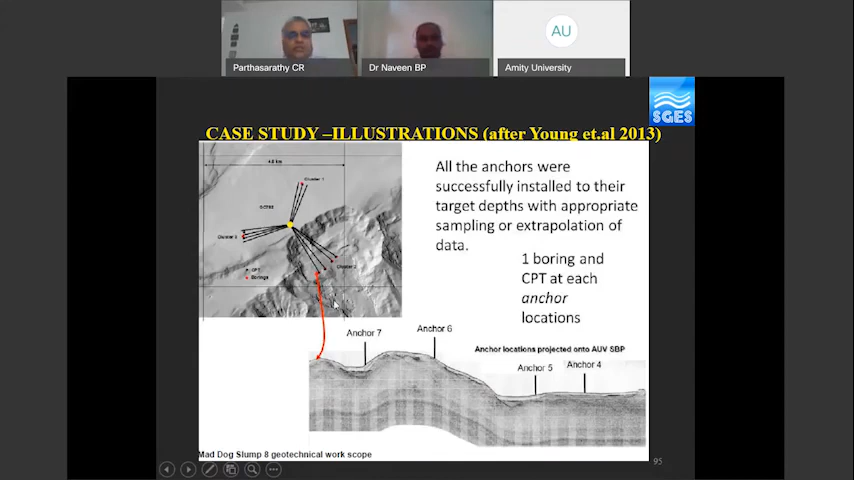 Parthasarathy CR
Dr Naveen BP
AU
Amity University
SGES
CASE STUDY –ILLUSTRATIONS (after Young et.al 2013)
4.8 km
Cluster 1
Cluster 3
Cluster 2
CPT
Borings
All the anchors were
successfully installed to their
target depths with appropriate
sampling or extrapolation of
data.
1 boring and
CPT at each
anchor
locations
Anchor 7
Anchor 6
Anchor locations projected onto AUV SBP
Anchor 5
Anchor 4
Mad Dog Slump 8 geotechnical work scope
95